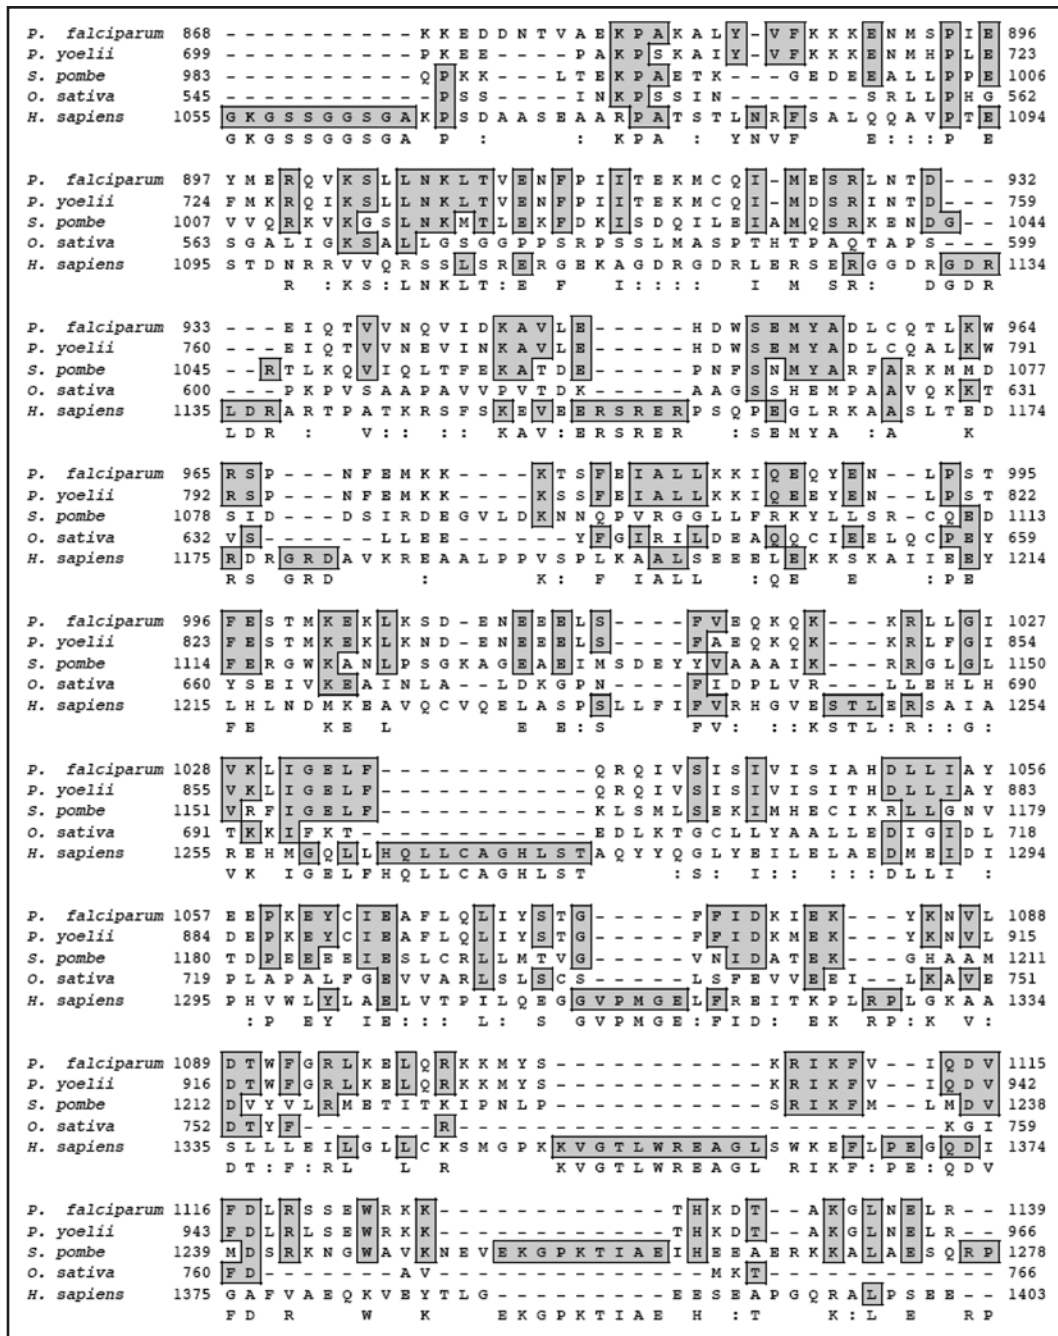 P. falciparum 868 - - - - - - - - - - K K E D D N T V A E K P A K A L Y - V F K K K E N M S P I E 896
P. yoelii 699 - - - - - - - - - - P K E E - - - - P A K P S K A I Y - V F K K K E N M H P L E 723
S. pombe 983 - - - - - - - - - - Q P K K - - - L T E K P A E T K - - - G E D E E A L L P P E 1006
O. sativa 545 - - - - - - - - - - - P S S - - - - I N K P S S I N - - - - - - S R L L P H G 562
H. sapiens 1055 G K G S S G G S G A K P S D A A S E A A R P A T S T L N R F S A L Q Q A V P T E 1094
G K G S S G G S G A P : : K P A : Y N V F E : : : P E
P. falciparum 897 Y M E R Q V K S L L N K L T V E N F P I I T E K M C Q I - M E S R L N T D - - - 932
P. yoelii 724 F M K R Q I K S L L N K L T V E N F P I I T E K M C Q I - M D S R I N T D - - - 759
S. pombe 1007 V V Q R K V K G S L N K M T L E K F D K I S D Q I L E I A M Q S R K E N D G - 1044
O. sativa 563 S G A L I G K S A L L G S G G P P S R P S S L M A S P T H T P A Q T A P S - - - 599
H. sapiens 1095 S T D N R R V V Q R S S L S R E R G E K A G D R G D R L E R S E R G G D R G D R 1134
R : K S : L N K L T : E F I : : : : I M S R : D G D R
P. falciparum 933 - - - E I Q T V V N Q V I D K A V L E - - - - - H D W S E M Y A D L C Q T L K W 964
P. yoelii 760 - - - E I Q T V V N E V I N K A V L E - - - - - H D W S E M Y A D L C Q A L K W 791
S. pombe 1045 - - R T L K Q V I Q L T F E K A T D E - - - - - P N F S N M Y A R F A R K M M D 1077
O. sativa 600 - - - P K P V S A A P A V V P V T D K - - - - - A A G S S H E M P A A V Q K K T 631
H. sapiens 1135 L D R A R T P A T K R S F S K E V E E R S R E R P S Q P E G L R K A A S L T E D 1174
L D R : V : : : : K A V : E R S R E R : S E M Y A : A K
P. falciparum 965 R S P - - - N F E M K K - - - - K T S F E I A L L K K I Q E Q Y E N - - L P S T 995
P. yoelii 792 R S P - - - N F E M K K - - - - K S S F E I A L L K K I Q E E Y E N - - L P S T 822
S. pombe 1078 S I D - - - D S I R D E G V L D K N N Q P V R G G L L F R K Y L L S R - C Q E D 1113
O. sativa 632 V S - - - - - - L L E E - - - - - Y F G I R I L D E A Q Q C I E E L Q C P E Y 659
H. sapiens 1175 R D R G R D A V K R E A A L P P V S P L K A A L S E E E L E K K S K A I I E E Y 1214
R S G R D : K : F I A L L : Q E E : P E
P. falciparum 996 F E S T M K E K L K S D - E N E E E L S - - - - F V E Q K Q K - - - K R L L G I 1027
P. yoelii 823 F E S T M K E K L K N D - E N E E E L S - - - - F A E Q K Q K - - - K R L F G I 854
S. pombe 1114 F E R G W K A N L P S G K A G E A E I M S D E Y Y V A A A I K - - - R R G L G L 1150
O. sativa 660 Y S E I V K E A I N L A - - L D K G P N - - - - F I D P L V R - - - L L E H L H 690
H. sapiens 1215 L H L N D M K E A V Q C V Q E L A S P S L L F I F V R H G V E S T L E R S A I A 1254
F E K E L E E : S F V : : : K S T L : R : : G :
P. falciparum 1028 V K L I G E L F - - - - - - - - - - - Q R Q I V S I S I V I S I A H D L L I A Y 1056
P. yoelii 855 V K L I G E L F - - - - - - - - - - - Q R Q I V S I S I V I S I T H D L L I A Y 883
S. pombe 1151 V R F I G E L F - - - - - - - - - - - K L S M L S E K I M H E C I K R L L G N V 1179
O. sativa 691 T K K I F K T - - - - - - - - - - - - E D L K T G C L L Y A A L L E D I G I D L 718
H. sapiens 1255 R E H M G Q L L H Q L L C A G H L S T A Q Y Y Q G L Y E I L E L A E D M E I D I 1294
V K I G E L F H Q L L C A G H L S T : S : I : : : : : D L L I :
P. falciparum 1057 E E P K E Y C I E A F L Q L I Y S T G - - - - - F F I D K I E K - - - Y K N V L 1088
P. yoelii 884 D E P K E Y C I E A F L Q L I Y S T G - - - - - F F I D K M E K - - - Y K N V L 915
S. pombe 1180 T D P E E E E I E S L C R L L M T V G - - - - - V N I D A T E K - - - G H A A M 1211
O. sativa 719 P L A P A L F G E V V A R L S L S C S - - - - - L S F E V V E E I - - L K A V E 751
H. sapiens 1295 P H V W L Y L A E L V T P I L Q E G G V P M G E L F R E I T K P L R P L G K A A 1334
: P E Y I E : : : L : S G V P M G E : F I D : E K R P : K V :
P. falciparum 1089 D T W F G R L K E L Q R K K M Y S - - - - - - - - - - - - K R I K F V - - I Q D V 1115
P. yoelii 916 D T W F G R L K E L Q R K K M Y S - - - - - - - - - - - - K R I K F V - - I Q D V 942
S. pombe 1212 D V Y V L R M E T I T K I P N L P - - - - - - - - - - - - S R I K F M - - L M D V 1238
O. sativa 752 D T Y F - - - - - - - R - - - - - - - - - - - - - - - - - - - - - - - - - K G I 759
H. sapiens 1335 S L L L E I L G L L C K S M G P K K V G T L W R E A G L S W K E F L P E G Q D I 1374
D T : F : R L L R K V G T L W R E A G L R I K F : P E : Q D V
P. falciparum 1116 F D L R S S E W R K K - - - - - - - - - - - - T H K D T - - A K G L N E L R - - 1139
P. yoelii 943 F D L R L S E W R K K - - - - - - - - - - - - T H K D T - - A K G L N E L R - - 966
S. pombe 1239 M D S R K N G W A V K N E V E K G P K T I A E I H E E A E R K K A L A E S Q R P 1278
O. sativa 760 F D - - - - - - - A V - - - - - - - - - - - - - - M K T - - - - - - - - - - - - 766
H. sapiens 1375 G A F V A E Q K V E Y T L G - - - - - - - - - E E S E A P G Q R A L P S E E - - 1403
F D R W K E K G P K T I A E H : T K : L E R P